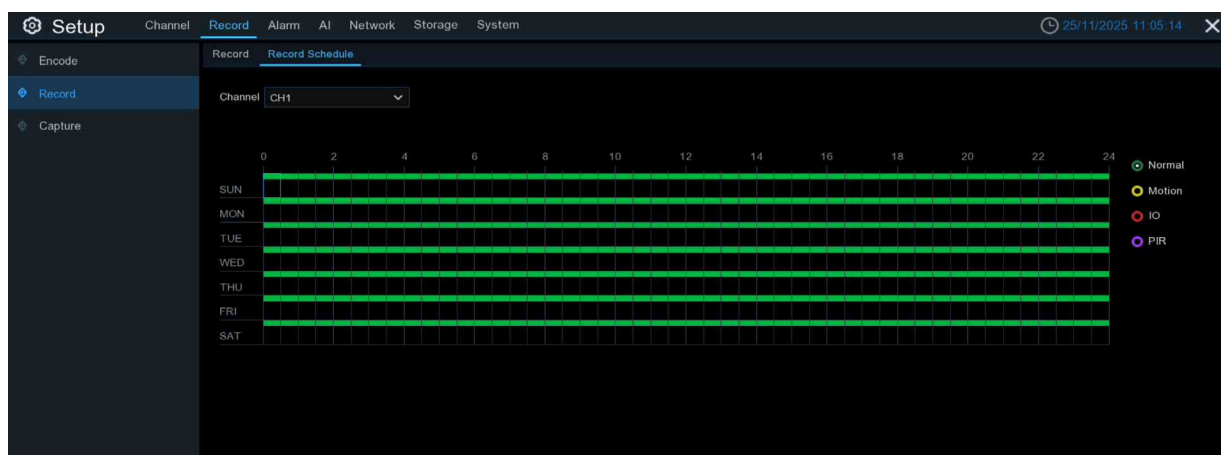 Setup Channel Record Alarm AI Network Storage System 25/11/2025 11:05:14
Encode
Record
Capture
Record Record Schedule
Channel CH1
0 2 4 6 8 10 12 14 16 18 20 22 24
SUN
MON
TUE
WED
THU
FRI
SAT
Normal
Motion
IO
PIR